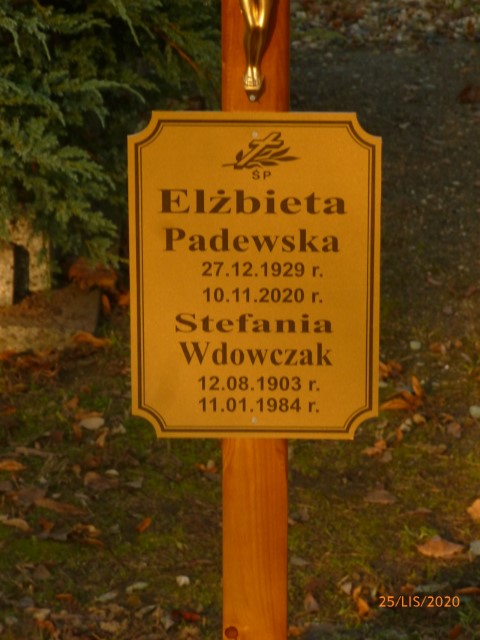 ŚP
Elżbieta
Padewska
27.12.1929 r.
10.11.2020 r.
Stefania
Wdowczak
12.08.1903 r.
11.01.1984 r.
25/LIS/2020